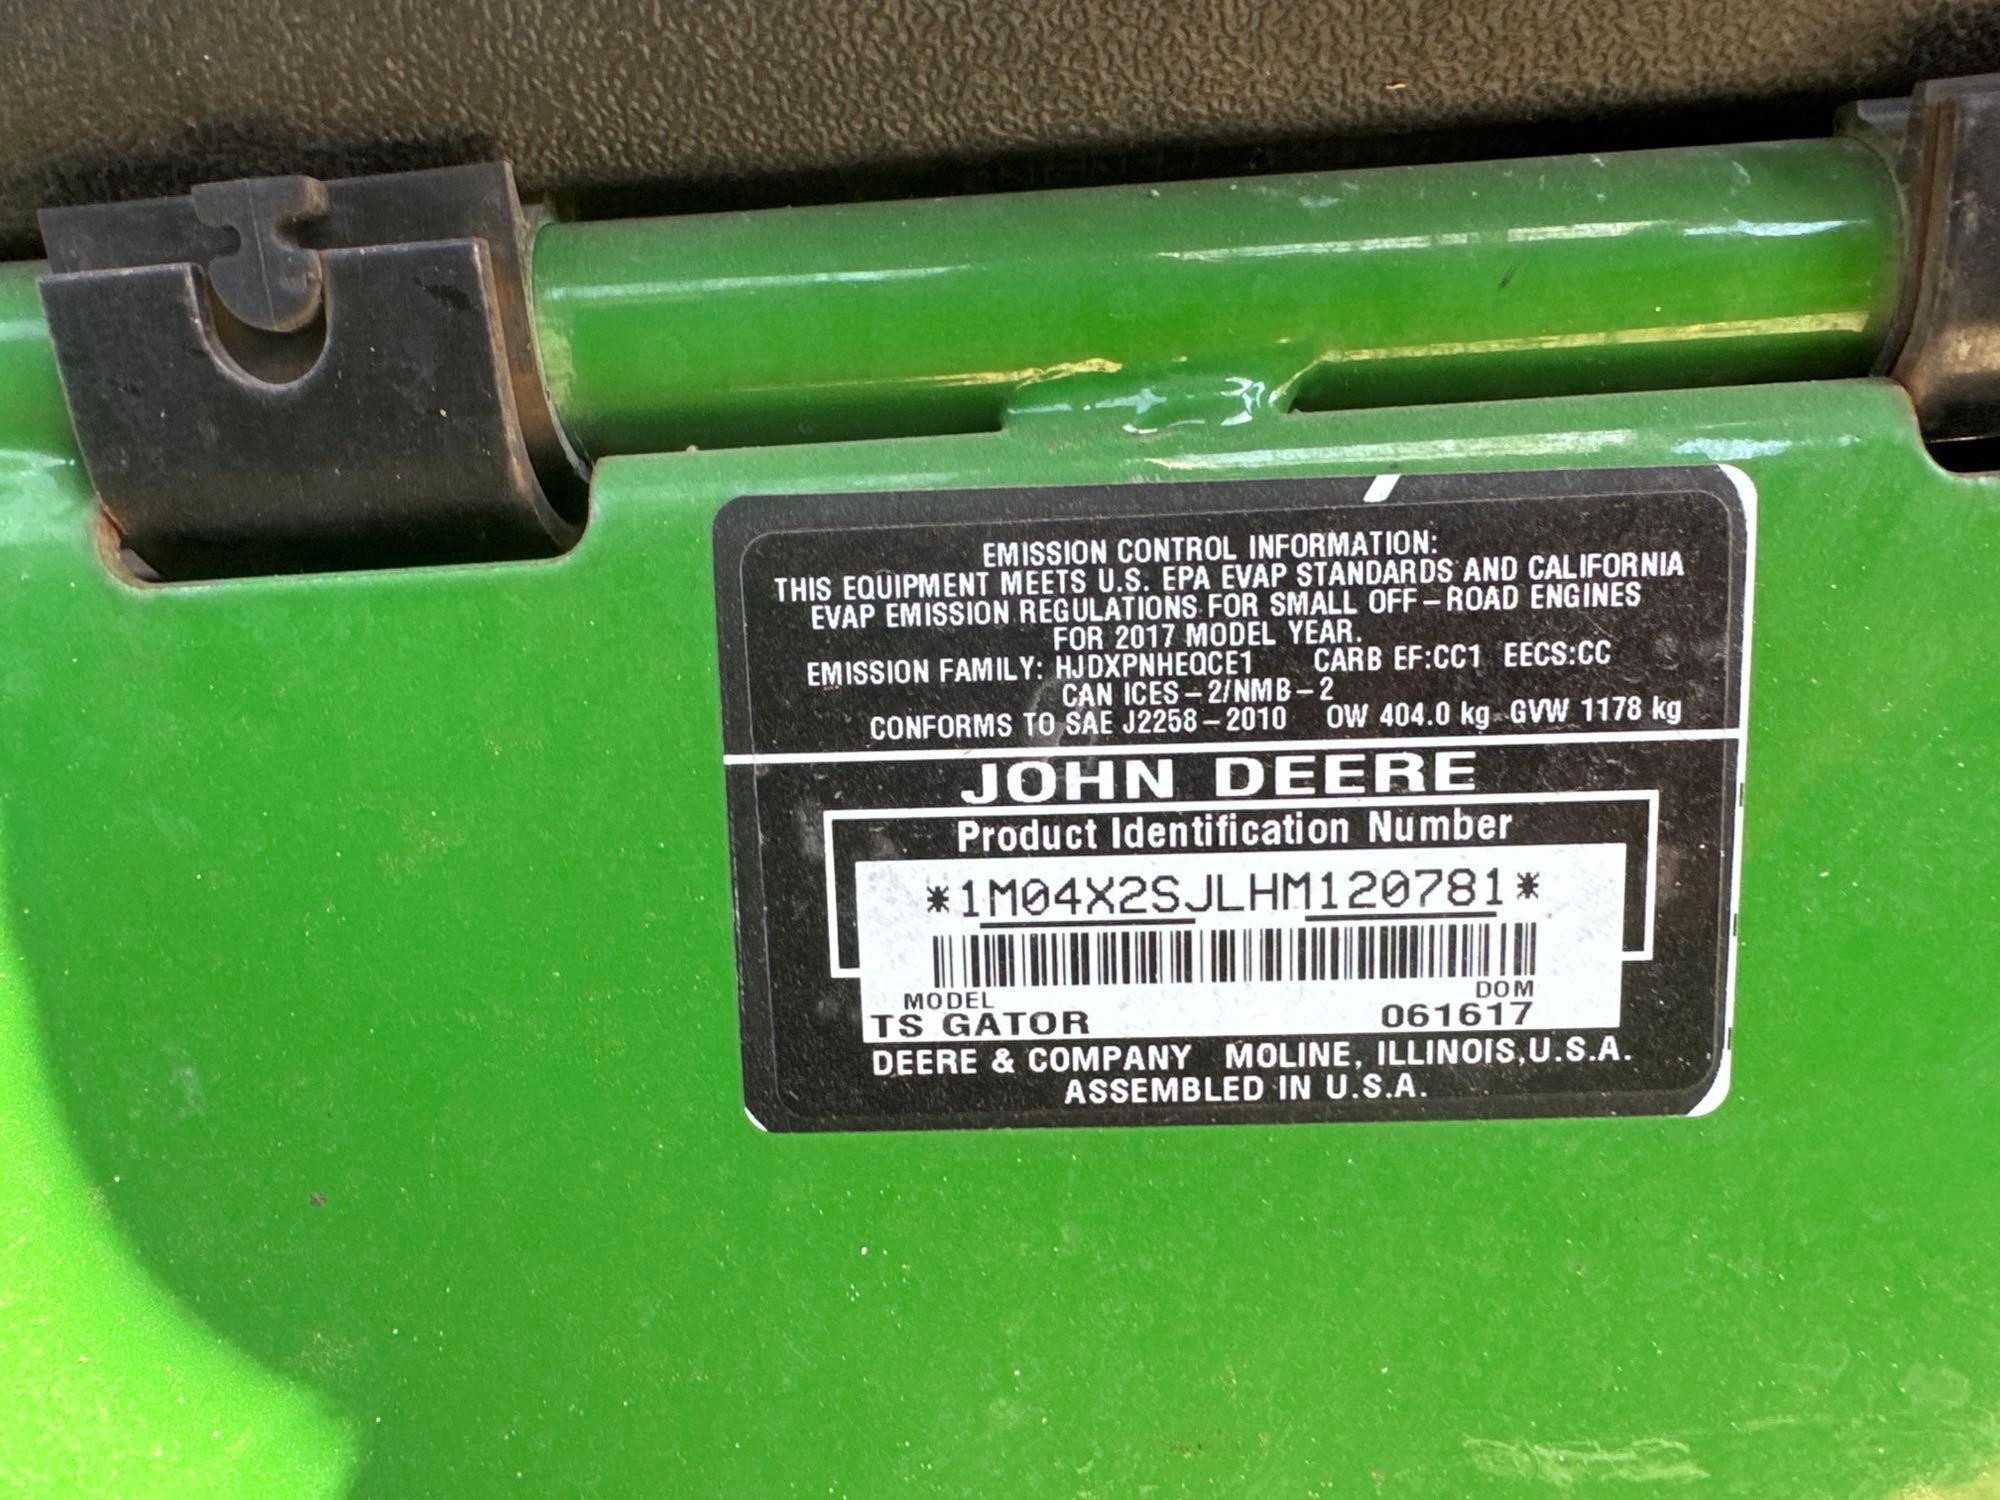 EMISSION CONTROL INFORMATION:
THIS EQUIPMENT MEETS U.S. EPA EVAP STANDARDS AND CALIFORNIA
EVAP EMISSION REGULATIONS FOR SMALL OFF-ROAD ENGINES
FOR 2017 MODEL YEAR.
EMISSION FAMILY: HJDXPNHEQCE1 CARB EF:CC1 EECS:CC
CAN ICES-2/NMB-2
CONFORMS TO SAE J2258-2010 OW 404.0 kg GVW 1178 kg
JOHN DEERE
Product Identification Number
*1M04X2SJLHM120781*
MODEL DOM
TS GATOR 061617
DEERE & COMPANY MOLINE, ILLINOIS, U.S.A.
ASSEMBLED IN U.S.A.